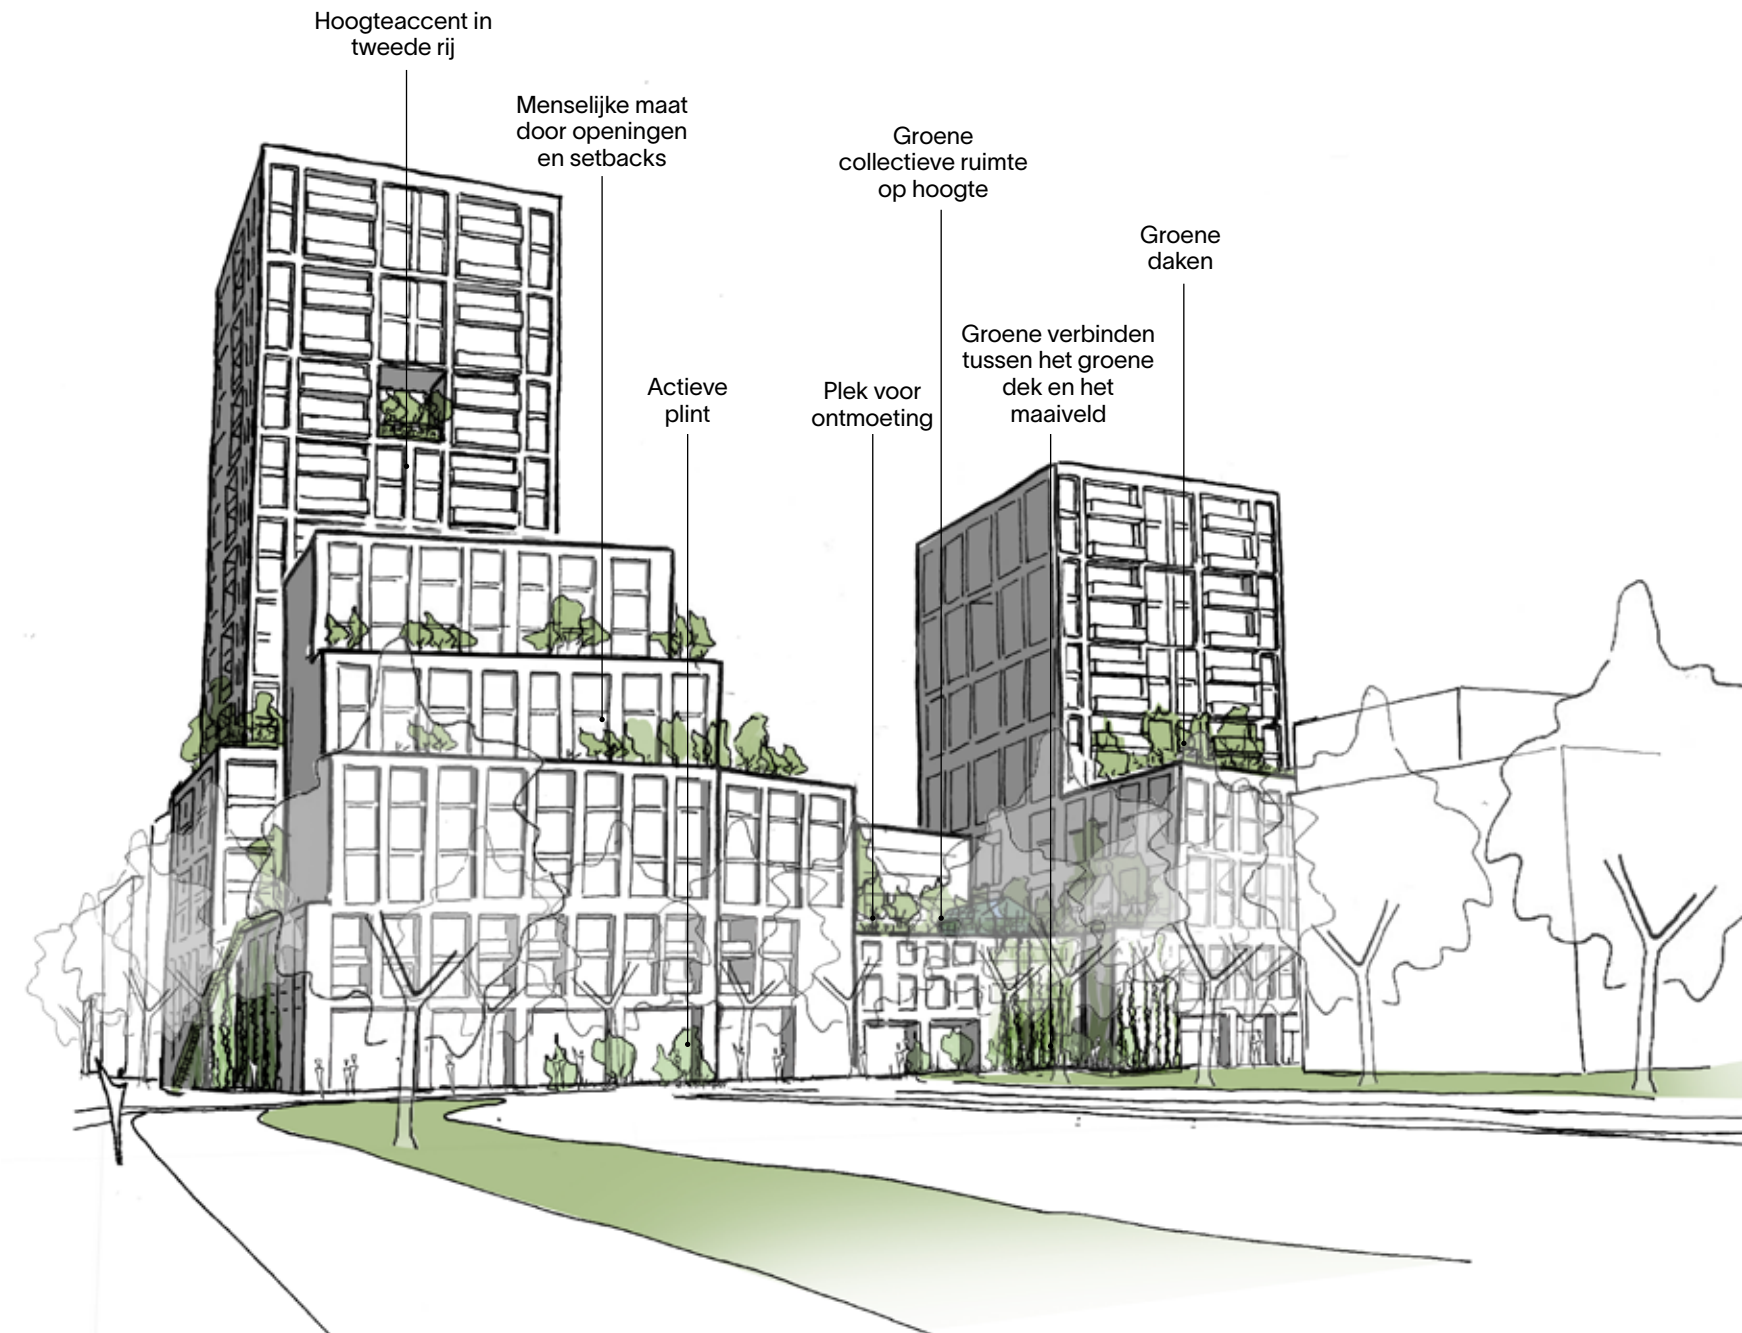 Hoogteaccent in
tweede rij
Menselijke maat
door openingen
en setbacks
Groene
collectieve ruimte
op hoogte
Groene
daken
Groene verbinden
tussen het groene
dek en het
maaiveld
Actieve
plint
Plek voor
ontmoeting